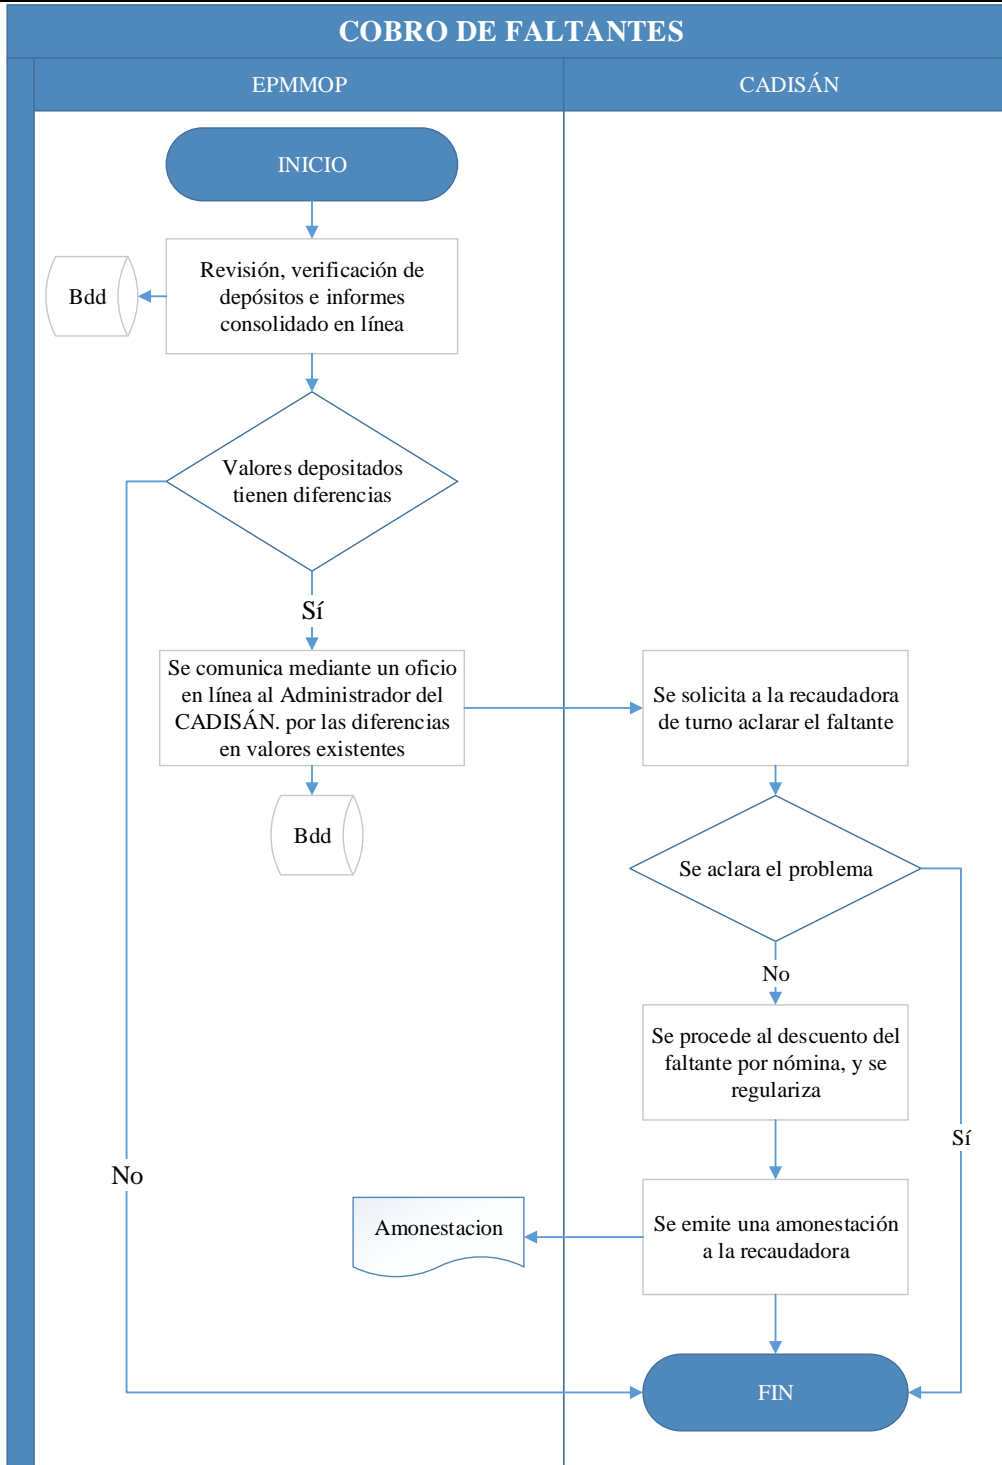 COBRO DE FALTANTES
EPMMOP
CADISÁN
INICIO
Revisión, verificación de
depósitos e informes
consolidado en línea
Bdd
Valores depositados
tienen diferencias
Sí
Se comunica mediante un oficio
en línea al Administrador del
CADISÁN. por las diferencias
en valores existentes
Bdd
Se solicita a la recaudadora
de turno aclarar el faltante
Se aclara el problema
No
Se procede al descuento del
faltante por nómina, y se
regulariza
Sí
No
Se emite una amonestación
a la recaudadora
Amonestacion
FIN